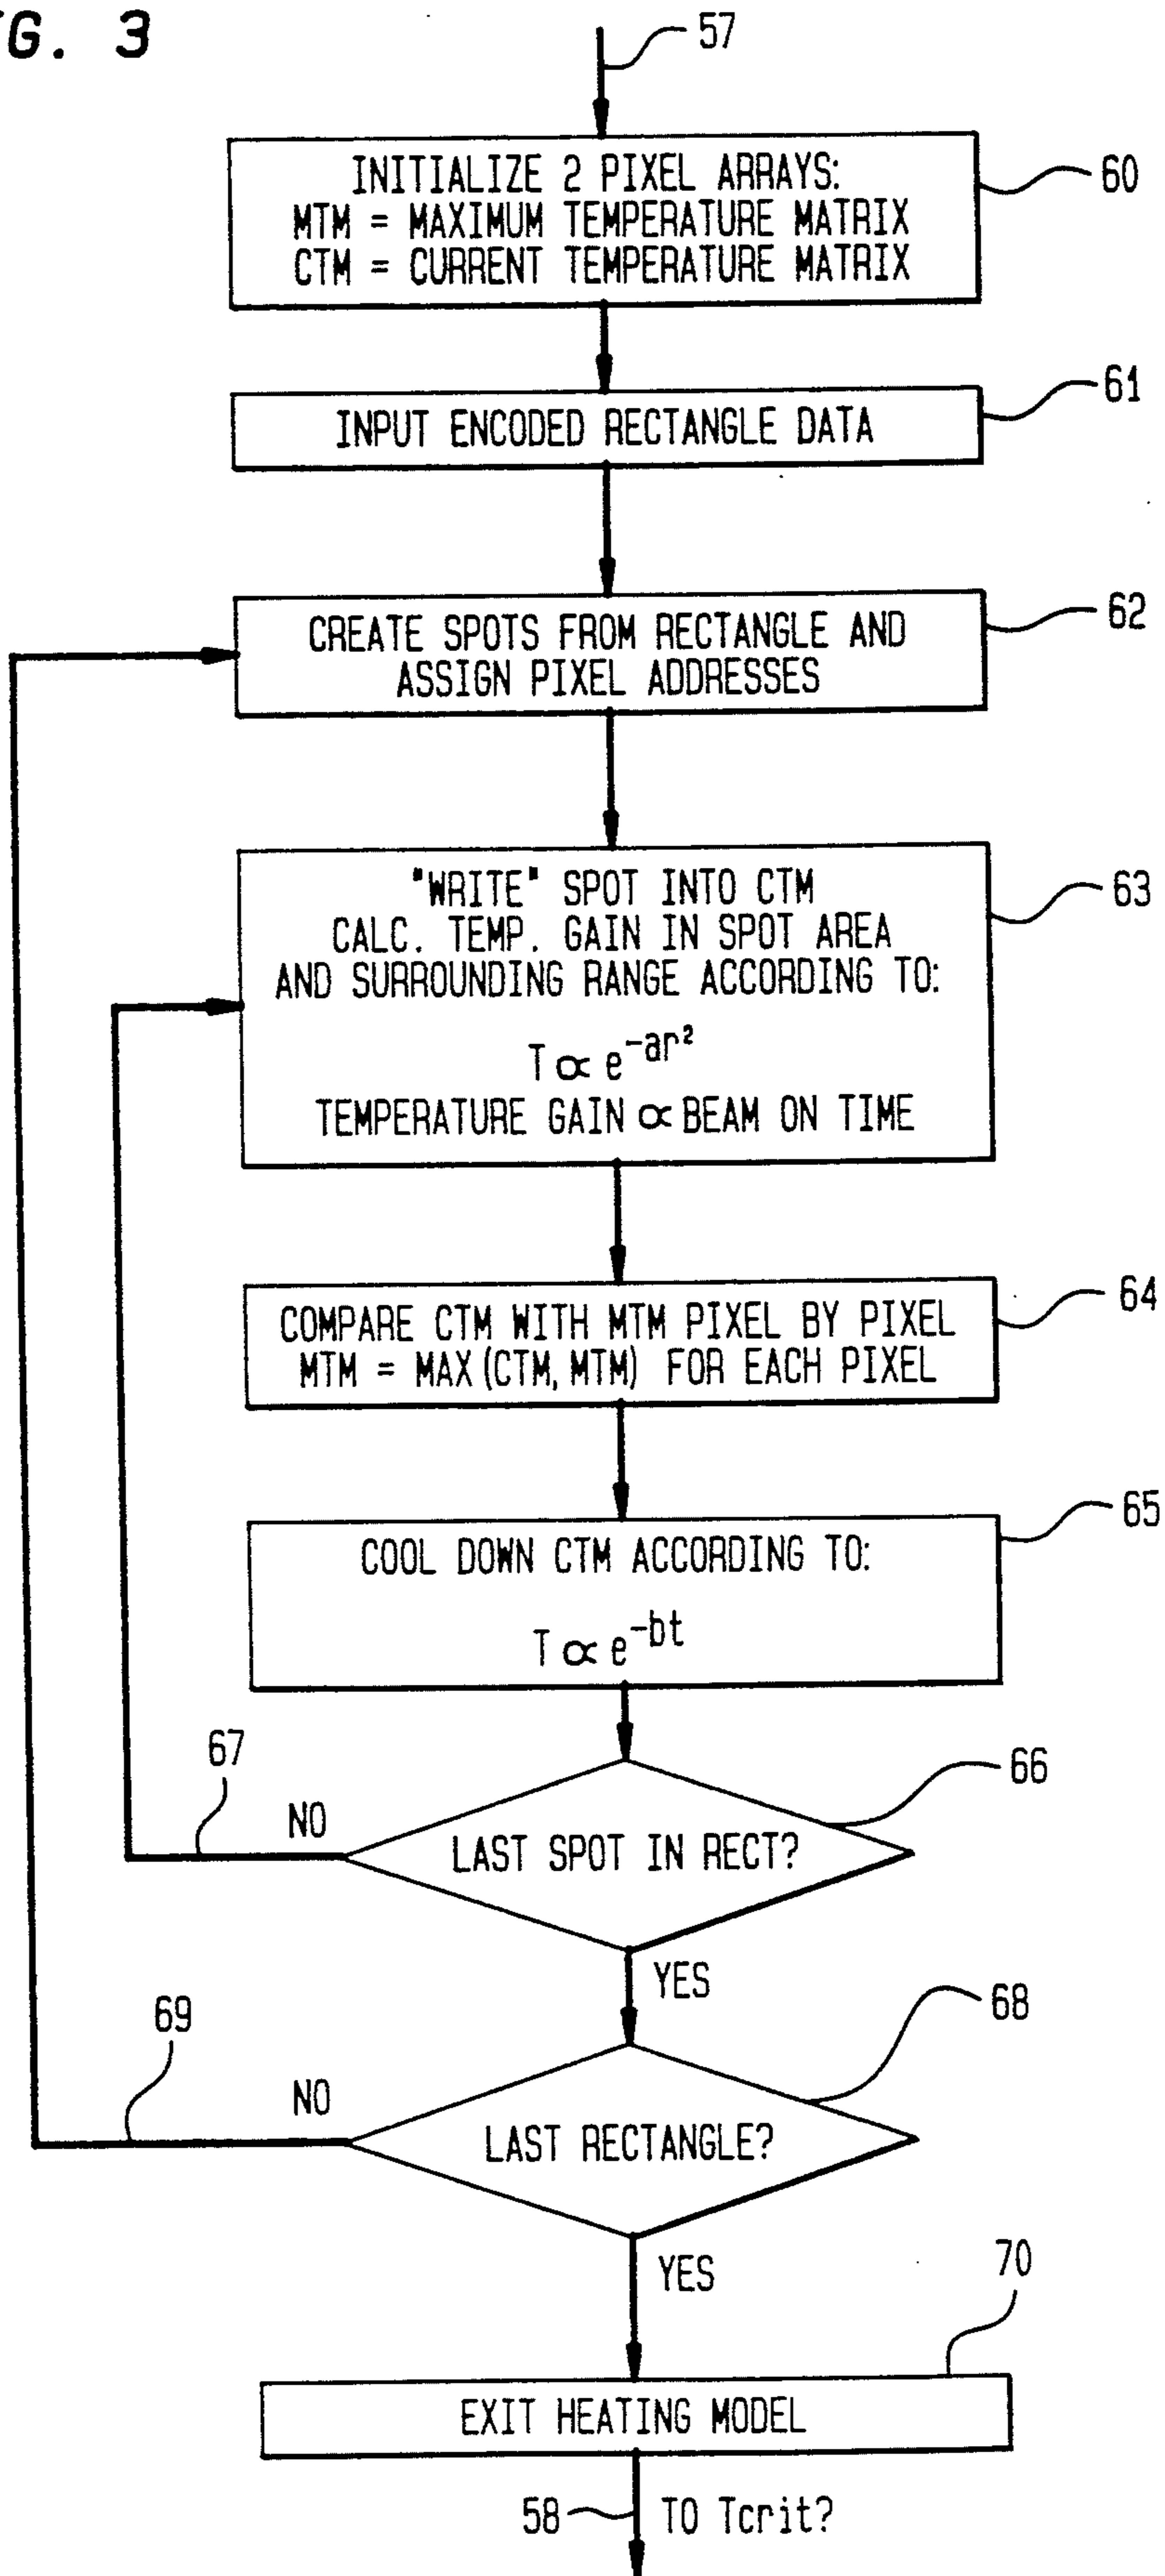 G. 3
57
INITIALIZE 2 PIXEL ARRAYS:
MTM = MAXIMUM TEMPERATURE MATRIX
CTM = CURRENT TEMPERATURE MATRIX
60
INPUT ENCODED RECTANGLE DATA
61
CREATE SPOTS FROM RECTANGLE AND
ASSIGN PIXEL ADDRESSES
62
"WRITE" SPOT INTO CTM
CALC. TEMP. GAIN IN SPOT AREA
AND SURROUNDING RANGE ACCORDING TO:
T ∝ e^-ar²
TEMPERATURE GAIN ∝ BEAM ON TIME
63
COMPARE CTM WITH MTM PIXEL BY PIXEL
MTM = MAX (CTM, MTM) FOR EACH PIXEL
64
COOL DOWN CTM ACCORDING TO:
T ∝ e^-bt
65
67
NO
LAST SPOT IN RECT?
66
YES
69
NO
LAST RECTANGLE?
68
YES
70
EXIT HEATING MODEL
58
TO Tcrit?